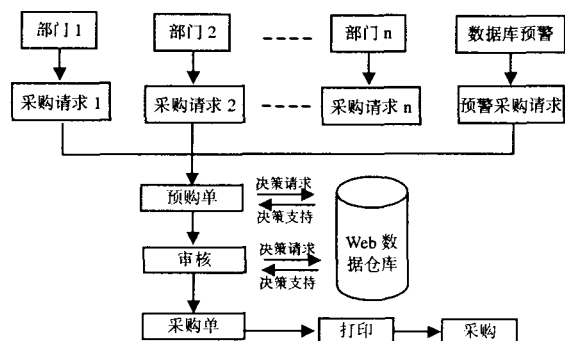 部门 1
部门 2
部门 n
数据库预警
采购请求 1
采购请求 2
采购请求 n
预警采购请求
预购单
决策请求
决策支持
审核
决策请求
决策支持
Web 数
据仓库
采购单
打印
采购